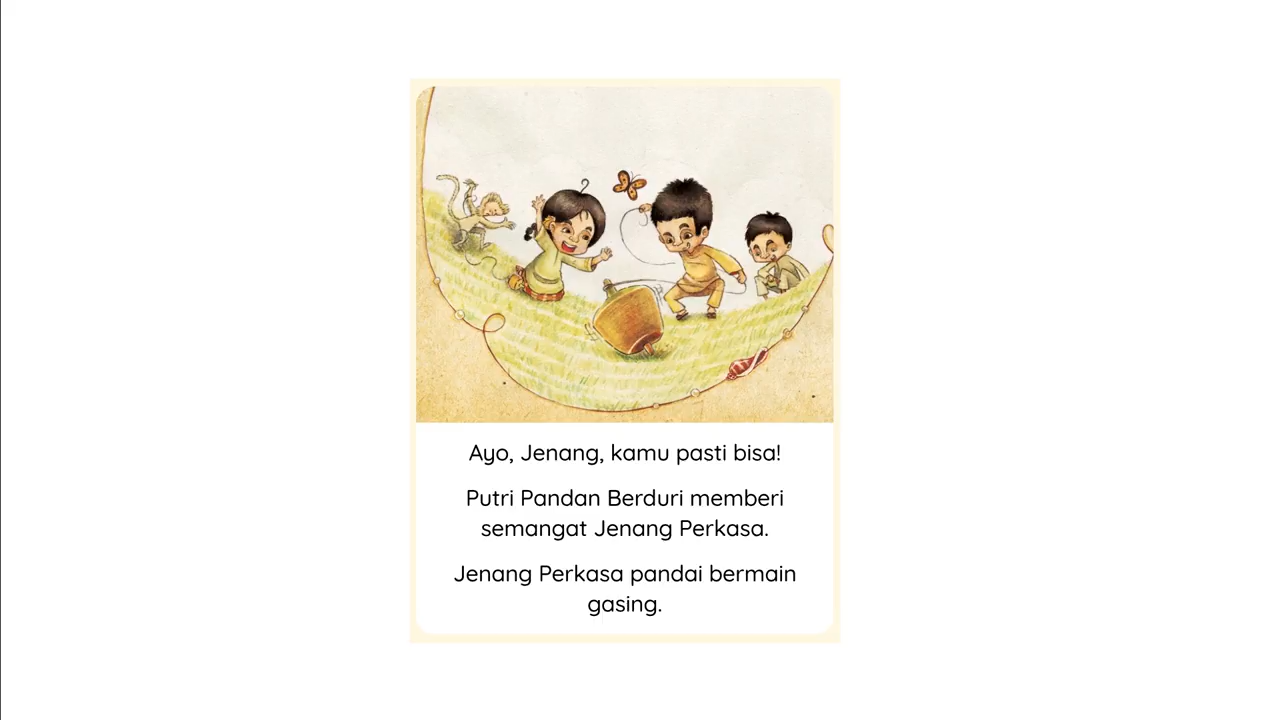 Ayo, Jenang, kamu pasti bisa!
Putri Pandan Berduri memberi
semangat Jenang Perkasa.
Jenang Perkasa pandai bermain
gasing.